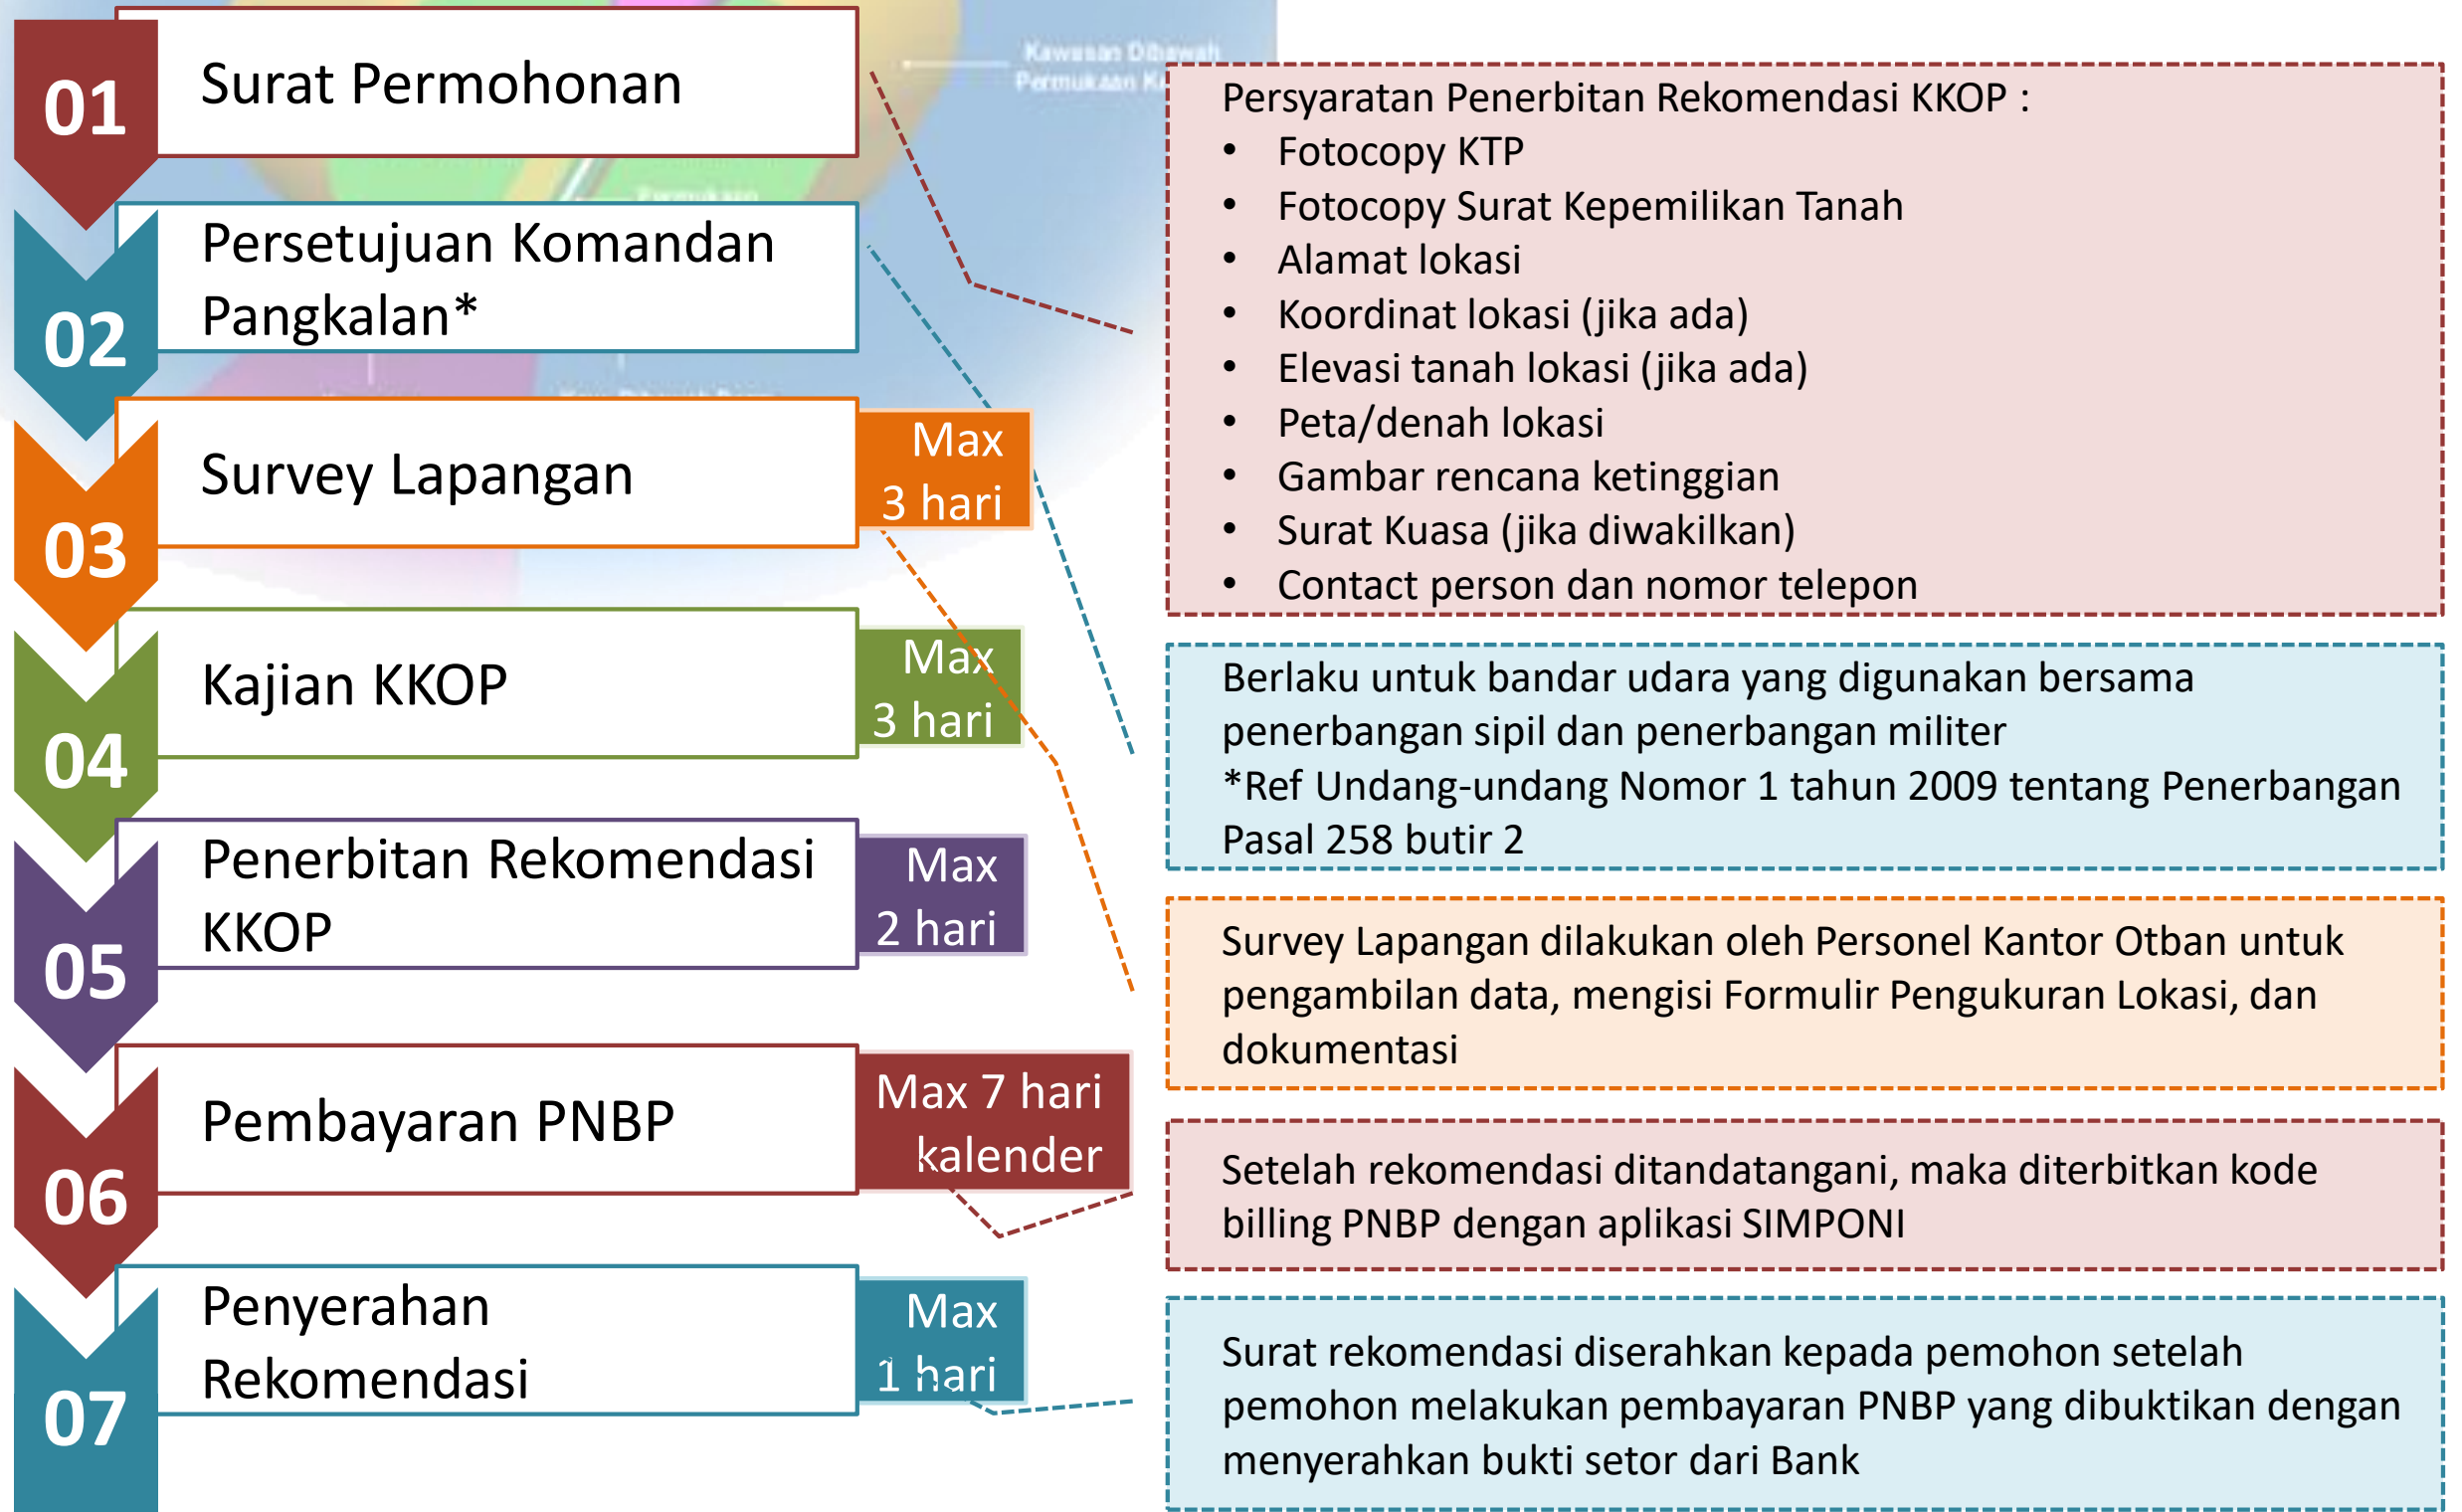 01
Surat Permohonan
02
Persetujuan Komandan
Pangkalan*
03
Survey Lapangan
Max
3 hari
04
Kajian KKOP
Max
3 hari
05
Penerbitan Rekomendasi
KKOP
Max
2 hari
06
Pembayaran PNBP
Max 7 hari
kalender
07
Penyerahan
Rekomendasi
Max
1 hari
Kawasan Dibawah
Permukaan
Persyaratan Penerbitan Rekomendasi KKOP :
• Fotocopy KTP
• Fotocopy Surat Kepemilikan Tanah
• Alamat lokasi
• Koordinat lokasi (jika ada)
• Elevasi tanah lokasi (jika ada)
• Peta/denah lokasi
• Gambar rencana ketinggian
• Surat Kuasa (jika diwakilkan)
• Contact person dan nomor telepon
Berlaku untuk bandar udara yang digunakan bersama
penerbangan sipil dan penerbangan militer
*Ref Undang-undang Nomor 1 tahun 2009 tentang Penerbangan
Pasal 258 butir 2
Survey Lapangan dilakukan oleh Personel Kantor Otban untuk
pengambilan data, mengisi Formulir Pengukuran Lokasi, dan
dokumentasi
Setelah rekomendasi ditandatangani, maka diterbitkan kode
billing PNBP dengan aplikasi SIMPONI
Surat rekomendasi diserahkan kepada pemohon setelah
pemohon melakukan pembayaran PNBP yang dibuktikan dengan
menyerahkan bukti setor dari Bank